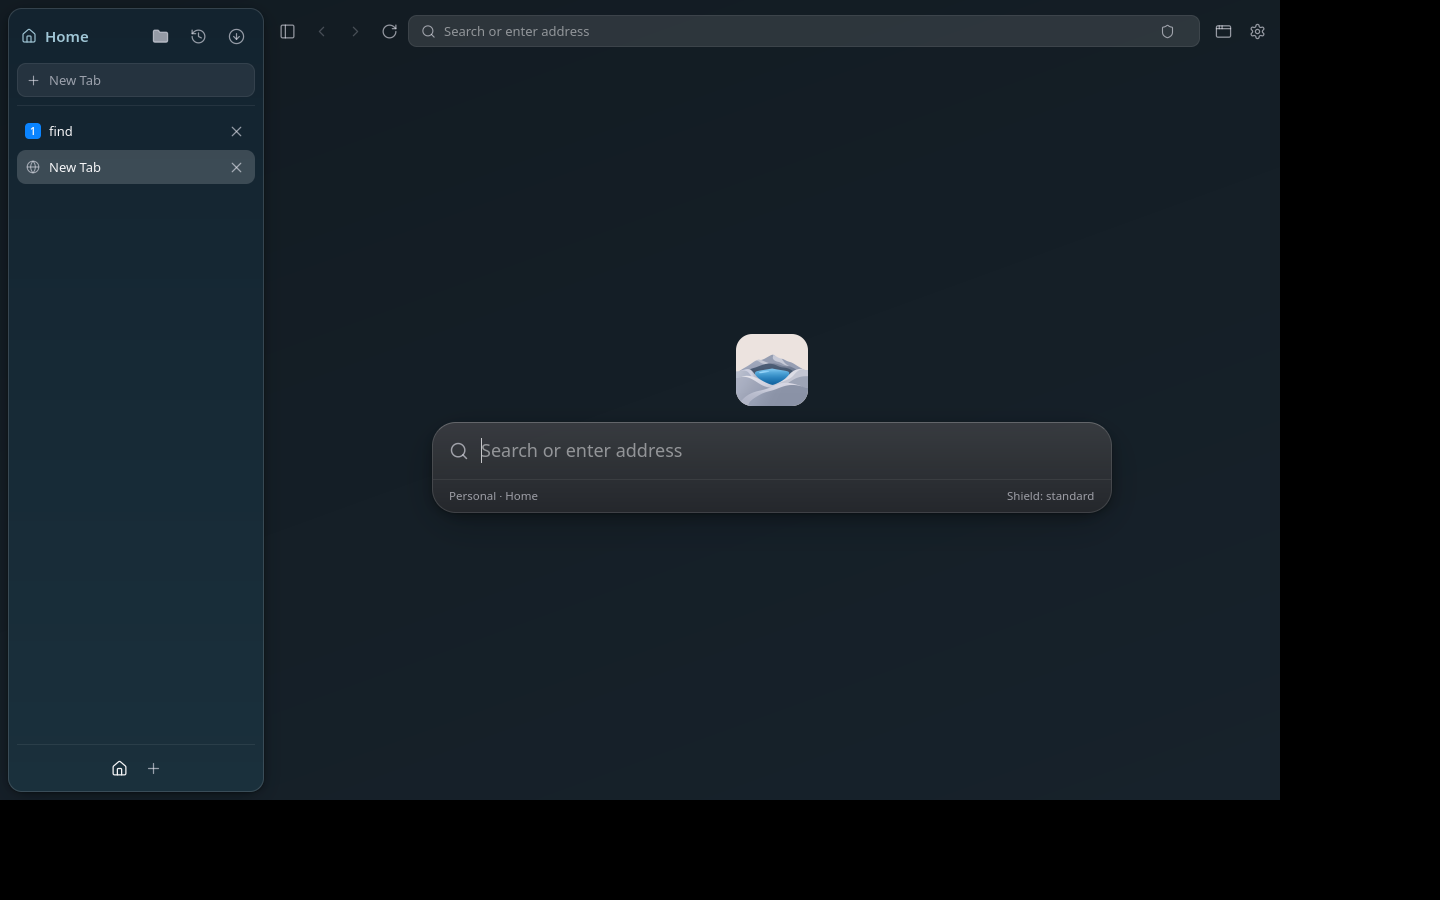 Home
Search or enter address
New Tab
1 find
New Tab
Search or enter address
Personal · Home
Shield: standard